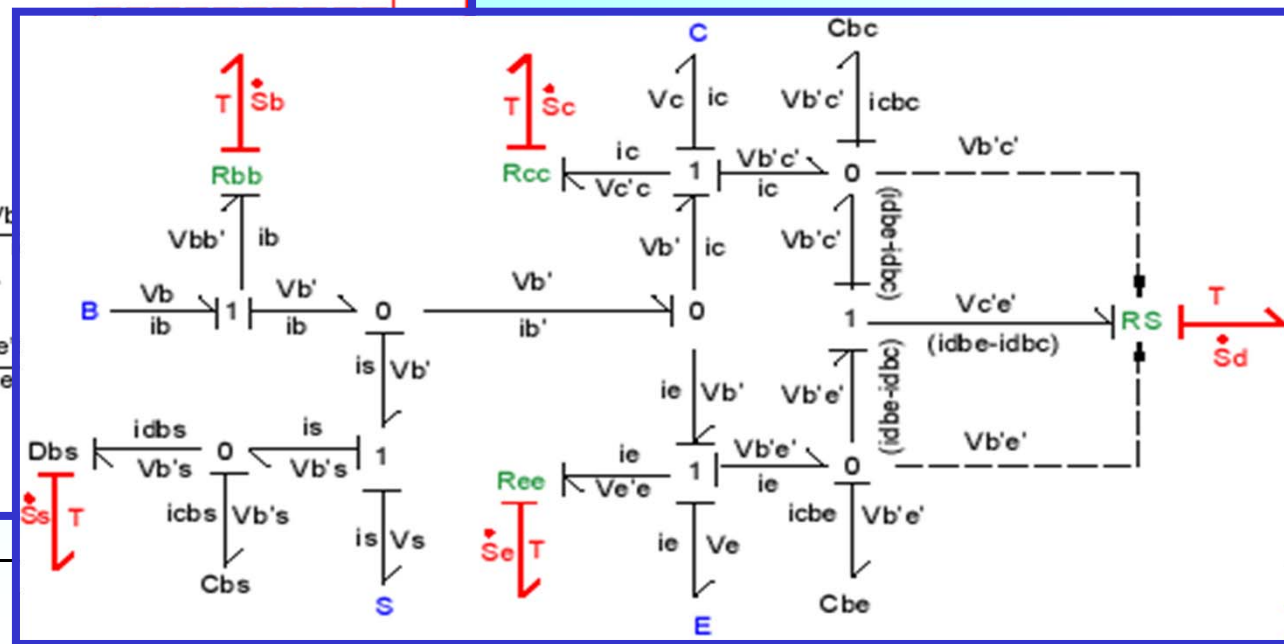 C Cbc
T Ṡb T Ṡc Vc ic Vb'c' icbc
Rbb Rcc ic Vc'c 1 Vb'c' ic 0 Vb'c'
Vbb' ib Vb' ic Vb'c' (idbe-idbc)
B Vb ib 1 Vb' ib 0 Vb' ib' 0 1 Vc'e' (idbe-idbc) RS T Ṡd
is Vb' ie Vb' Vb'e' (idbe-idbc)
Dbs idbs Vb's 0 is Vb's 1 Ree ie Ve'e 1 Vb'e' ie 0 Vb'e'
Ṡs T icbs Vb's is Vs Ṡe T ie Ve icbe Vb'e'
Cbs S E Cbe